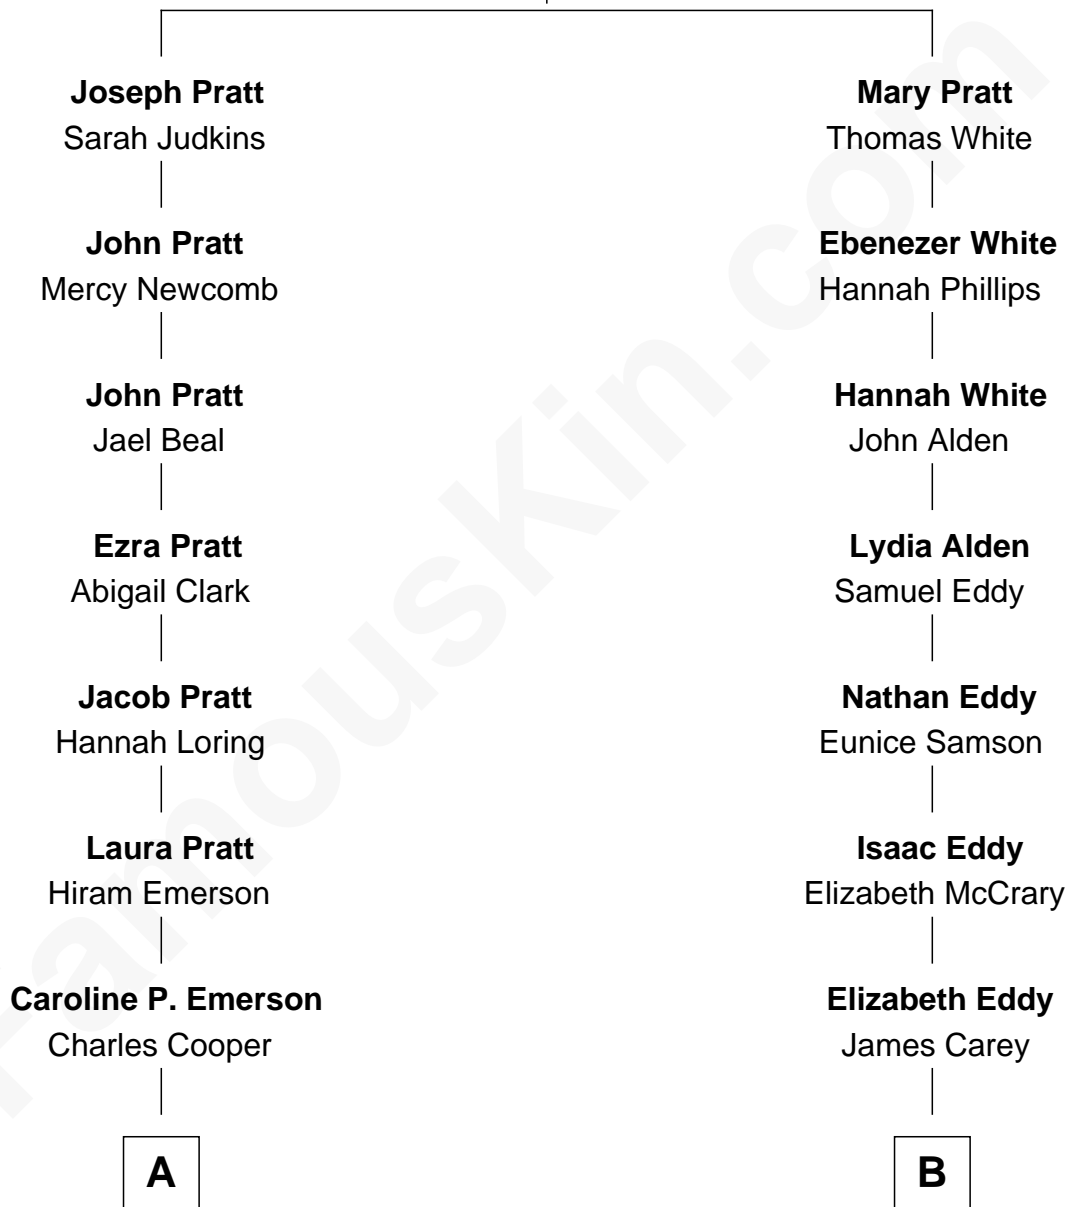 Joseph Pratt
Sarah Judkins
Mary Pratt
Thomas White
John Pratt
Mercy Newcomb
Ebenezer White
Hannah Phillips
John Pratt
Jael Beal
Hannah White
John Alden
Ezra Pratt
Abigail Clark
Lydia Alden
Samuel Eddy
Jacob Pratt
Hannah Loring
Nathan Eddy
Eunice Samson
Laura Pratt
Hiram Emerson
Isaac Eddy
Elizabeth McCrary
Caroline P. Emerson
Charles Cooper
Elizabeth Eddy
James Carey
A
B
FamousKin.com